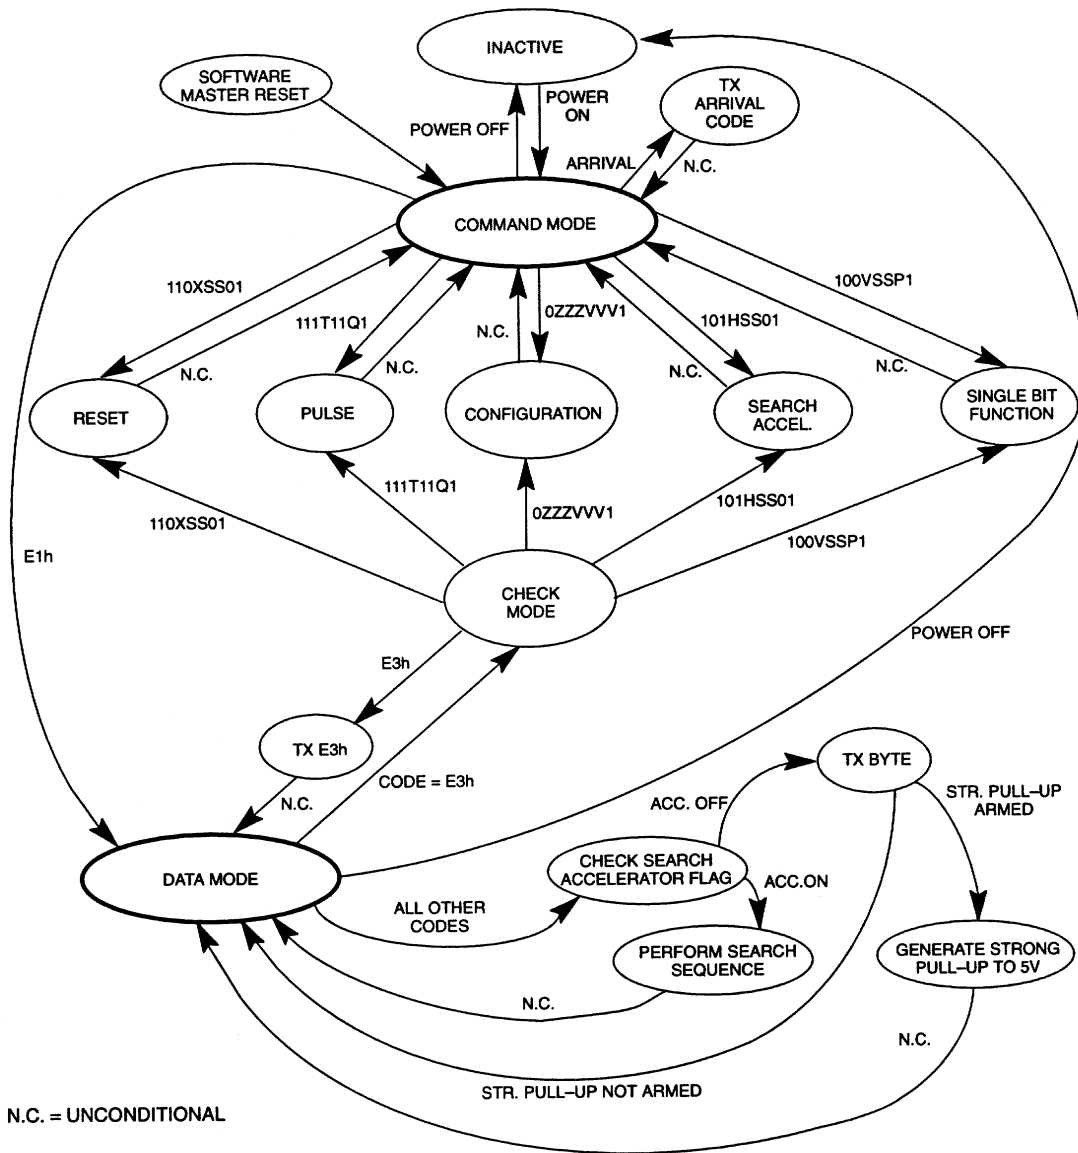 INACTIVE
SOFTWARE
MASTER RESET
TX
ARRIVAL
CODE
POWER
ON
POWER OFF
ARRIVAL
N.C.
COMMAND MODE
110XSS01
111T11Q1
0ZZZVVV1
101HSS01
100VSSP1
N.C.
N.C.
N.C.
N.C.
N.C.
RESET
PULSE
CONFIGURATION
SEARCH
ACCEL.
SINGLE BIT
FUNCTION
110XSS01
111T11Q1
0ZZZVVV1
101HSS01
100VSSP1
E1h
CHECK
MODE
POWER OFF
E3h
TX E3h
CODE = E3h
N.C.
TX BYTE
ACC. OFF
STR. PULL–UP
ARMED
DATA MODE
CHECK SEARCH
ACCELERATOR FLAG
ACC.ON
ALL OTHER
CODES
PERFORM SEARCH
SEQUENCE
GENERATE STRONG
PULL–UP TO 5V
N.C.
N.C.
STR. PULL–UP NOT ARMED
N.C. = UNCONDITIONAL